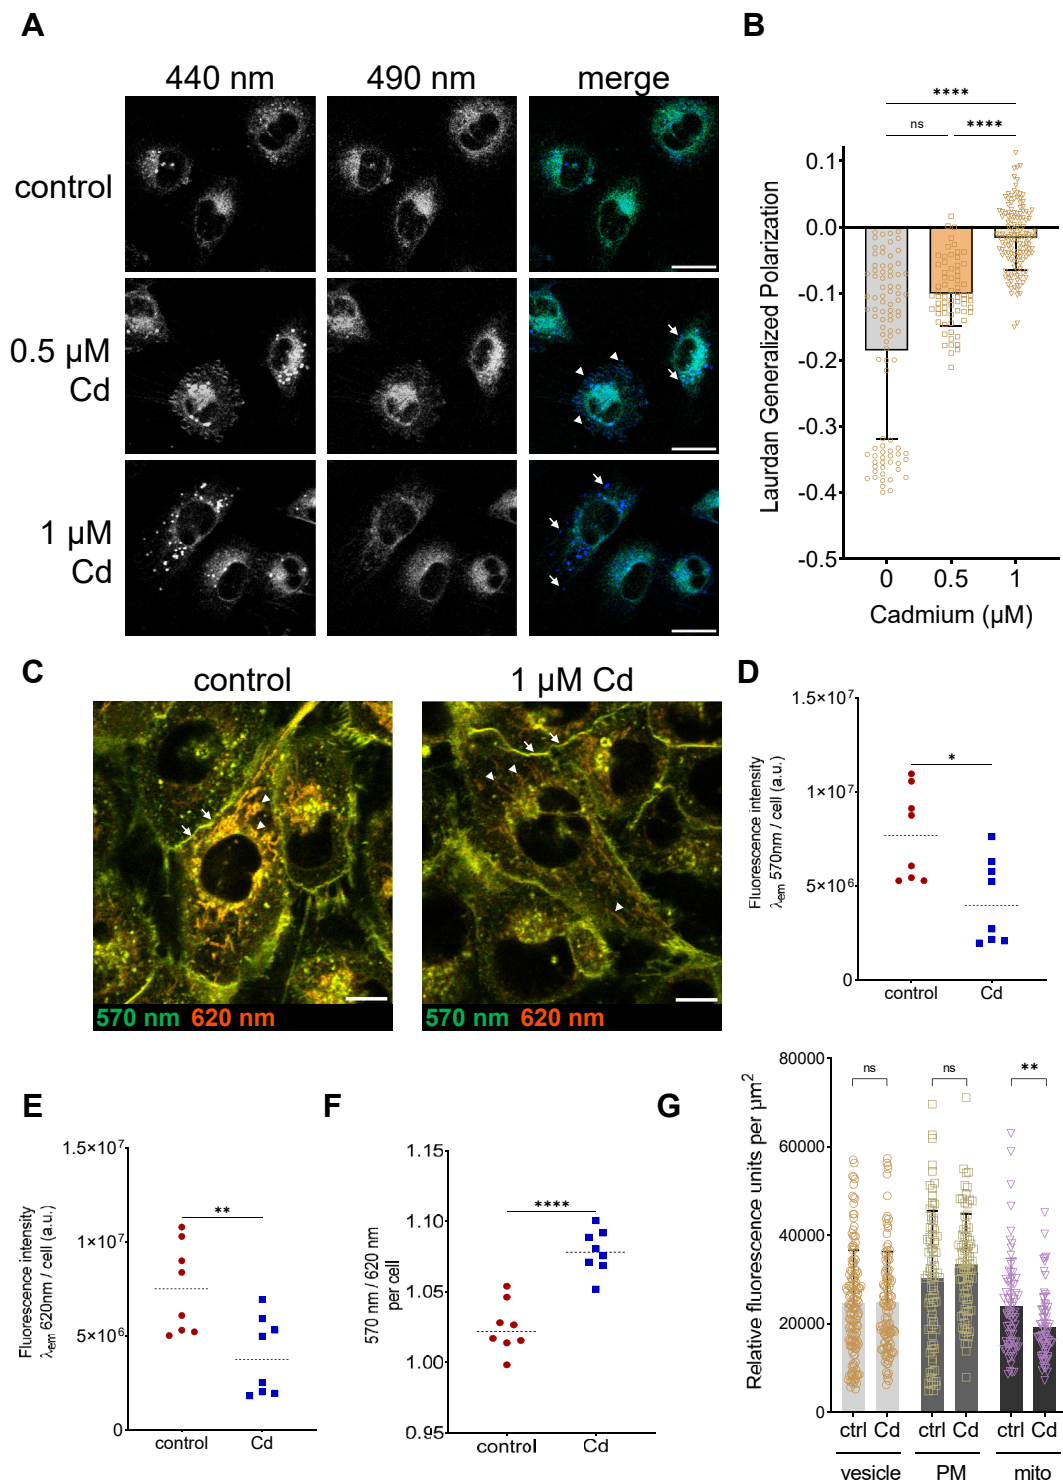 A
440 nm
490 nm
merge
control
0.5 µM
Cd
1 µM
Cd
B
****
ns
****
0.1
0.0
-0.1
-0.2
-0.3
-0.4
-0.5
Laurdan Generalized Polarization
0
0.5
1
Cadmium (µM)
C
control
1 µM Cd
570 nm 620 nm
570 nm 620 nm
D
1.5×10⁷
1×10⁷
5×10⁶
0
Fluorescence intensity
λem 570nm / cell (a.u.)
*
control
Cd
E
1.5×10⁷
1×10⁷
5×10⁶
0
Fluorescence intensity
λem 620nm / cell (a.u.)
**
control
Cd
F
1.15
1.10
1.05
1.00
0.95
570 nm / 620 nm
per cell
****
control
Cd
G
80000
60000
40000
20000
0
Relative fluorescence units per µm²
ns
ns
**
ctrl Cd ctrl Cd ctrl Cd
vesicle PM mito